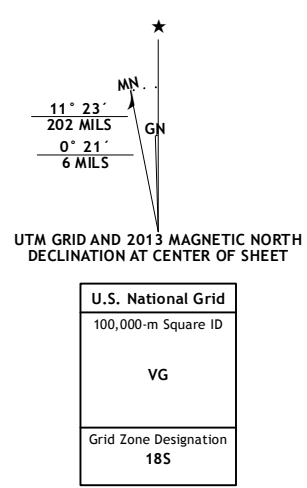 MN
GN
11° 23´
202 MILS
0° 21´
6 MILS
UTM GRID AND 2013 MAGNETIC NORTH
DECLINATION AT CENTER OF SHEET
U.S. National Grid
100,000-m Square ID
VG
Grid Zone Designation
18S